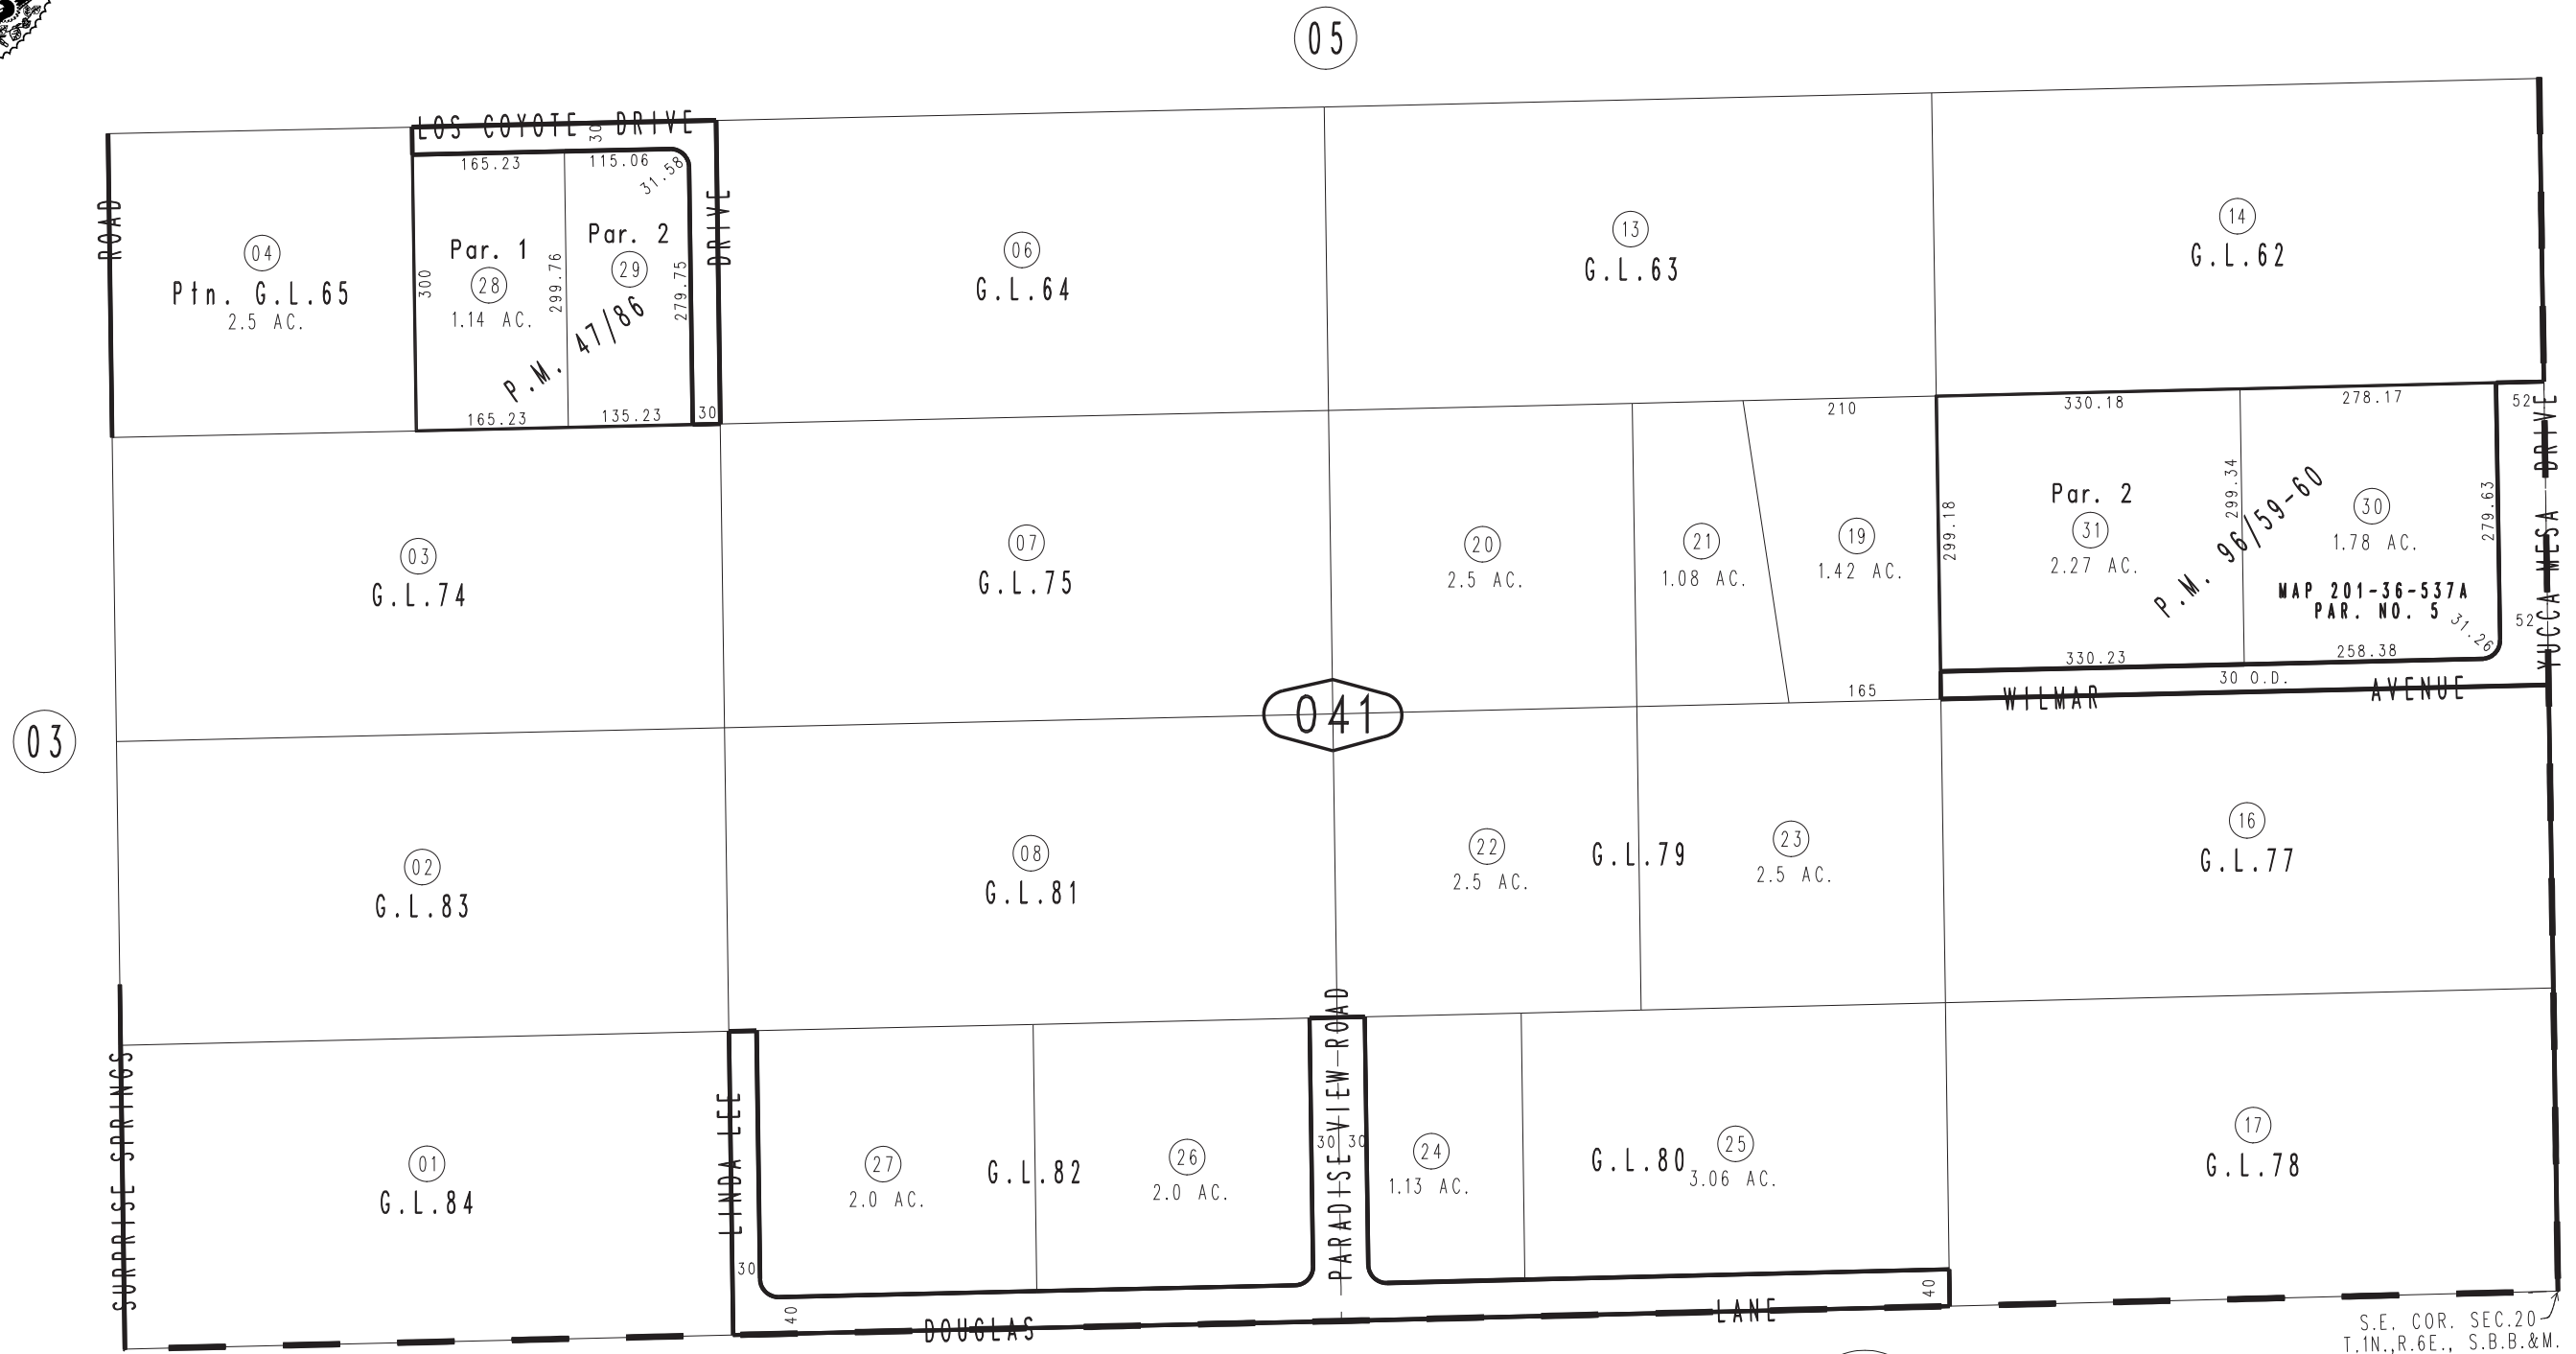 05
LOS COYOTE DRIVE
30
165.23
115.06
31.58
ROAD
DRIVE
04
Ptn. G.L.65
2.5 AC.
300
Par. 1
28
1.14 AC.
299.76
Par. 2
29
279.75
P.M. 47/86
165.23
135.23
30
06
G.L.64
13
G.L.63
14
G.L.62
03
G.L.74
07
G.L.75
20
2.5 AC.
21
1.08 AC.
210
19
1.42 AC.
165
330.18
278.17
52
299.18
Par. 2
31
2.27 AC.
299.34
P.M. 96/59-60
30
1.78 AC.
MAP 201-36-537A
PAR. NO. 5
279.63
31.26
52
330.23
258.38
30 O.D.
YUCCA MESA DRIVE
WILMAR AVENUE
041
03
02
G.L.83
08
G.L.81
22
2.5 AC.
G.L.79
23
2.5 AC.
16
G.L.77
SURPRISE SPRINGS
01
G.L.84
LINDA LEE
30
27
2.0 AC.
G.L.82
26
2.0 AC.
PARADISE VIEW ROAD
30 30
24
1.13 AC.
G.L.80
25
3.06 AC.
17
G.L.78
40
40
DOUGLAS LANE
S.E. COR. SEC.20
T.1N.,R.6E., S.B.B.&M.